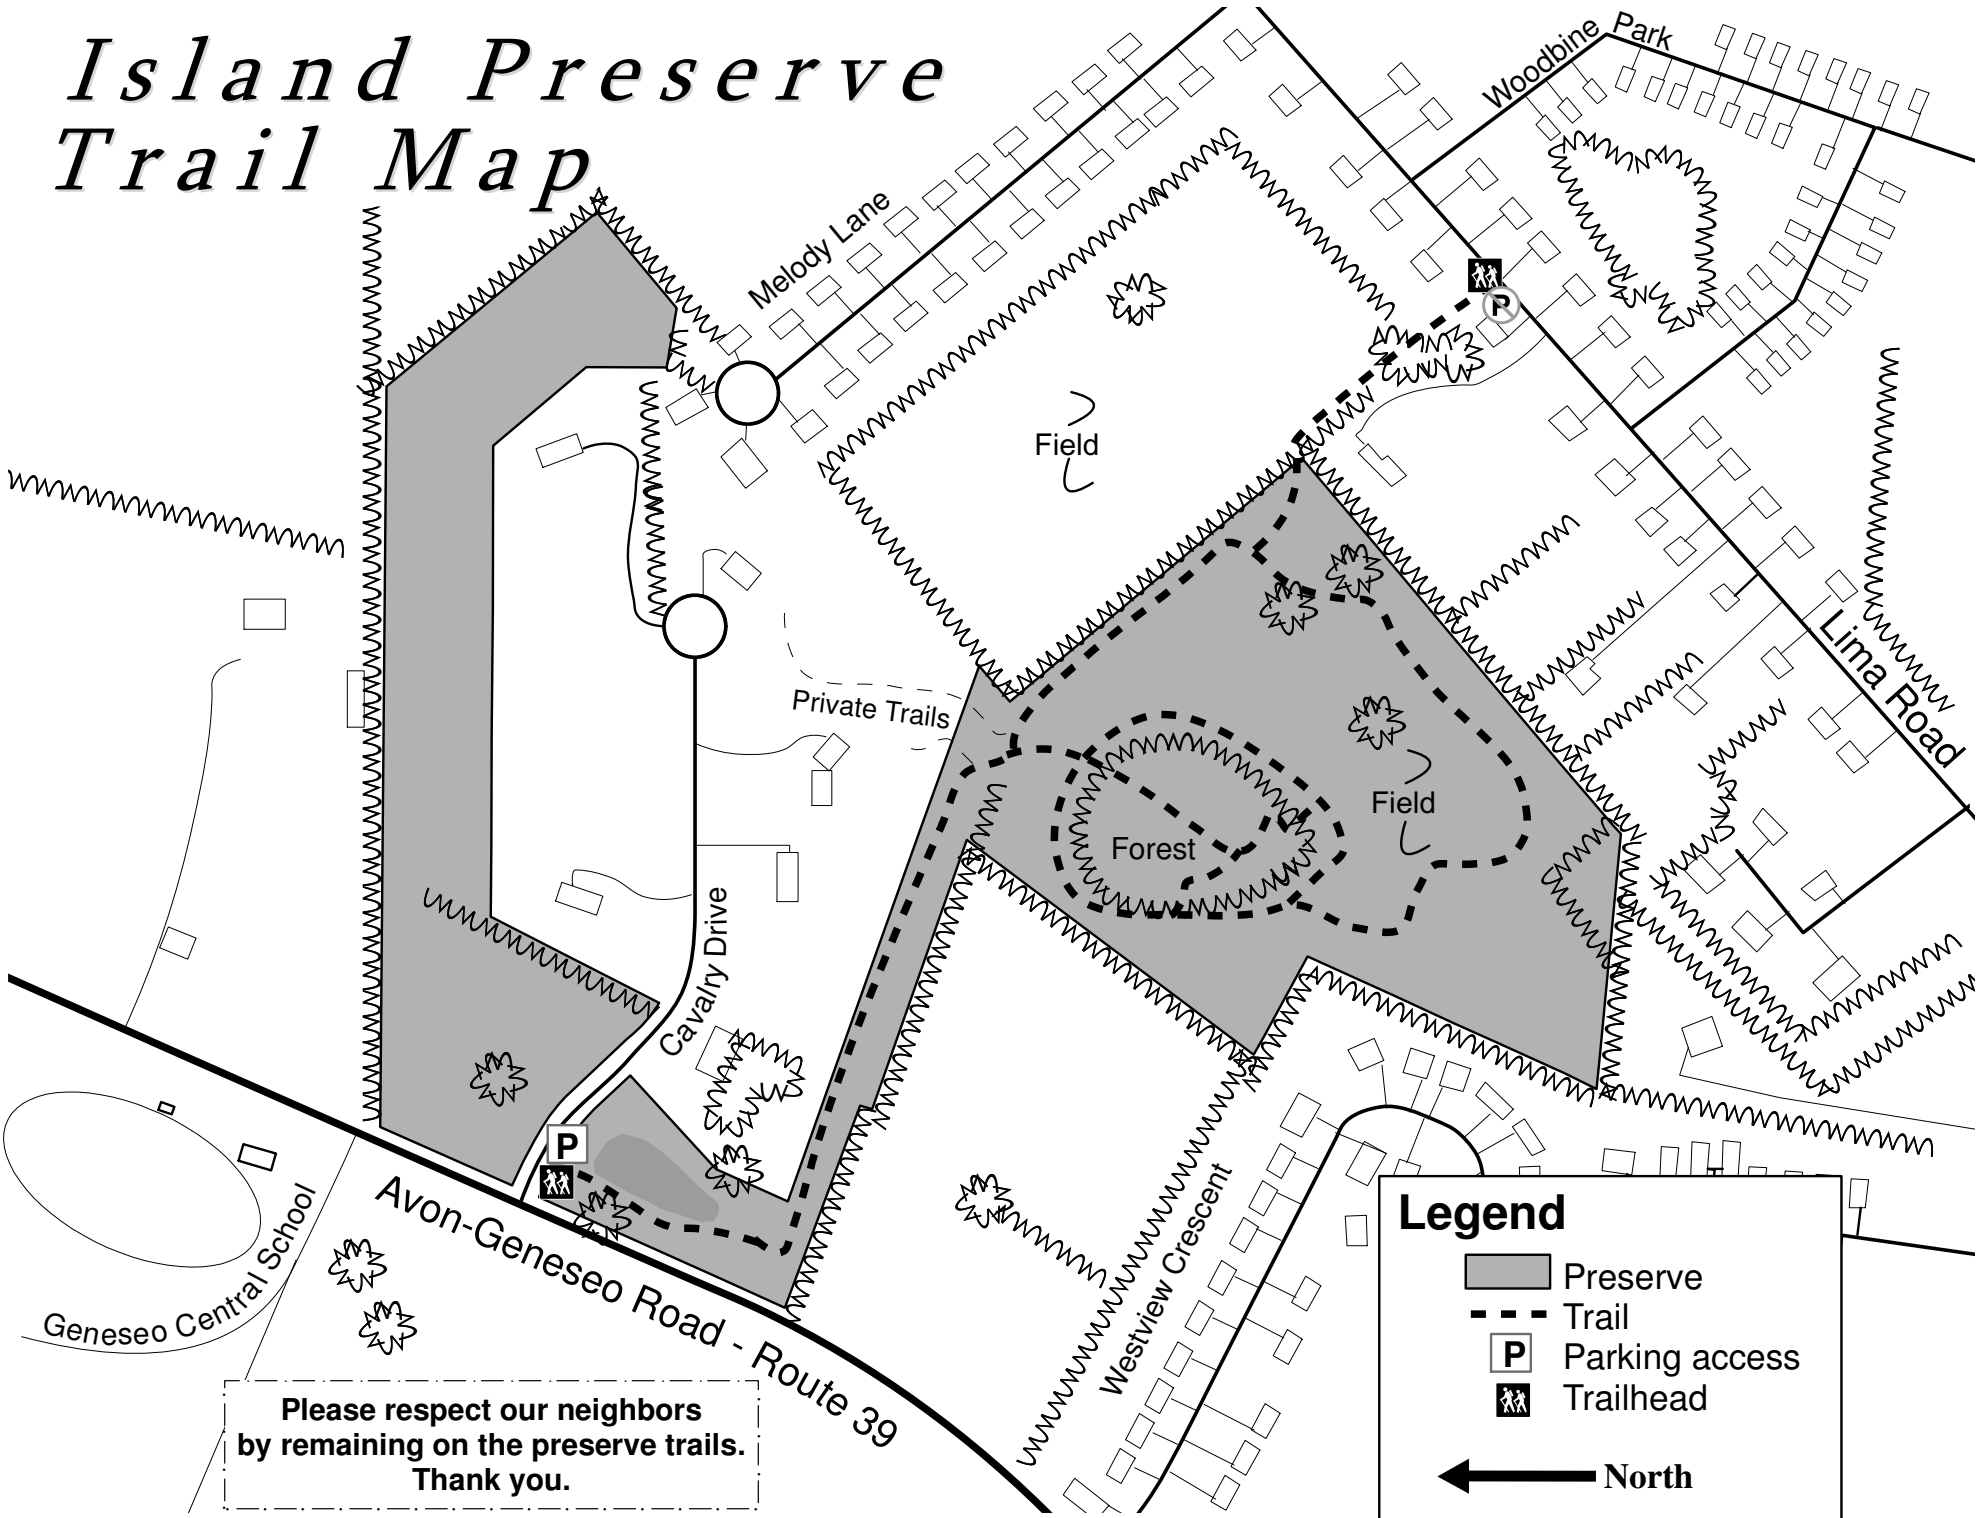 Island Preserve
Trail Map
Woodbine Park
Melody Lane
P
Field
Private Trails
Lima Road
Field
Forest
Cavalry Drive
P
Avon-Geneseo Road - Route 39
Geneseo Central School
Westview Crescent
Please respect our neighbors
by remaining on the preserve trails.
Thank you.
Legend
Preserve
Trail
P Parking access
Trailhead
North